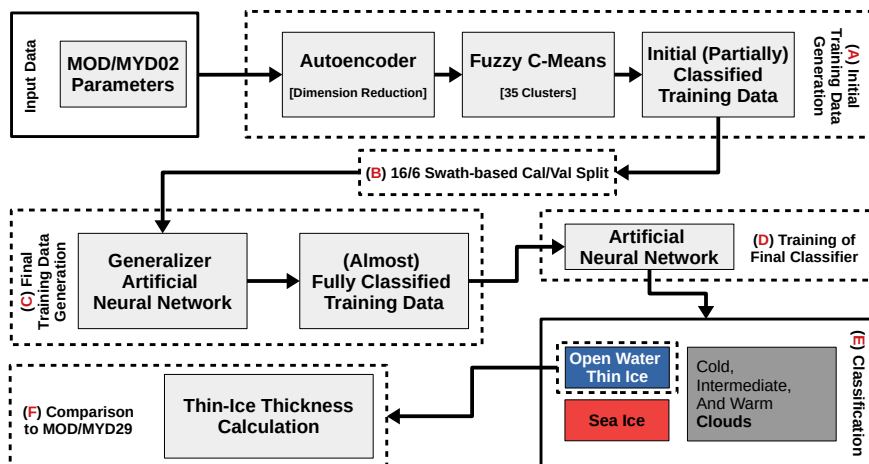 Input Data
MOD/MYD02
Parameters
Autoencoder
[Dimension Reduction]
Fuzzy C-Means
[35 Clusters]
Initial (Partially)
Classified
Training Data
(A) Initial
Training Data
Generation
(B) 16/6 Swath-based Cal/Val Split
(C) Final
Training Data
Generation
Generalizer
Artificial
Neural Network
(Almost)
Fully Classified
Training Data
Artificial
Neural Network
(D) Training of
Final Classifier
Open Water
Thin Ice
Sea Ice
Cold,
Intermediate,
And Warm
Clouds
(E) Classification
(F) Comparison
to MOD/MYD29
Thin-Ice Thickness
Calculation